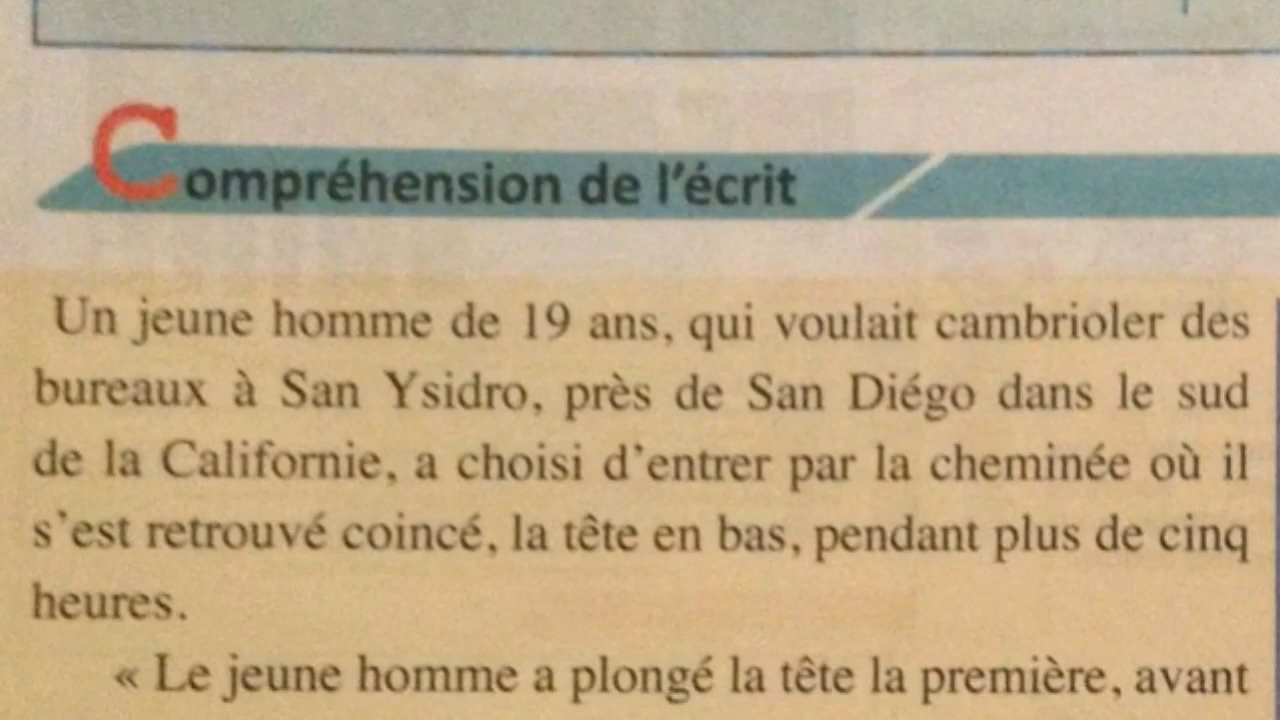 Compréhension de l'écrit
Un jeune homme de 19 ans, qui voulait cambrioler des
bureaux à San Ysidro, près de San Diégo dans le sud
de la Californie, a choisi d'entrer par la cheminée où il
s'est retrouvé coincé, la tête en bas, pendant plus de cinq
heures.
« Le jeune homme a plongé la tête la première, avant